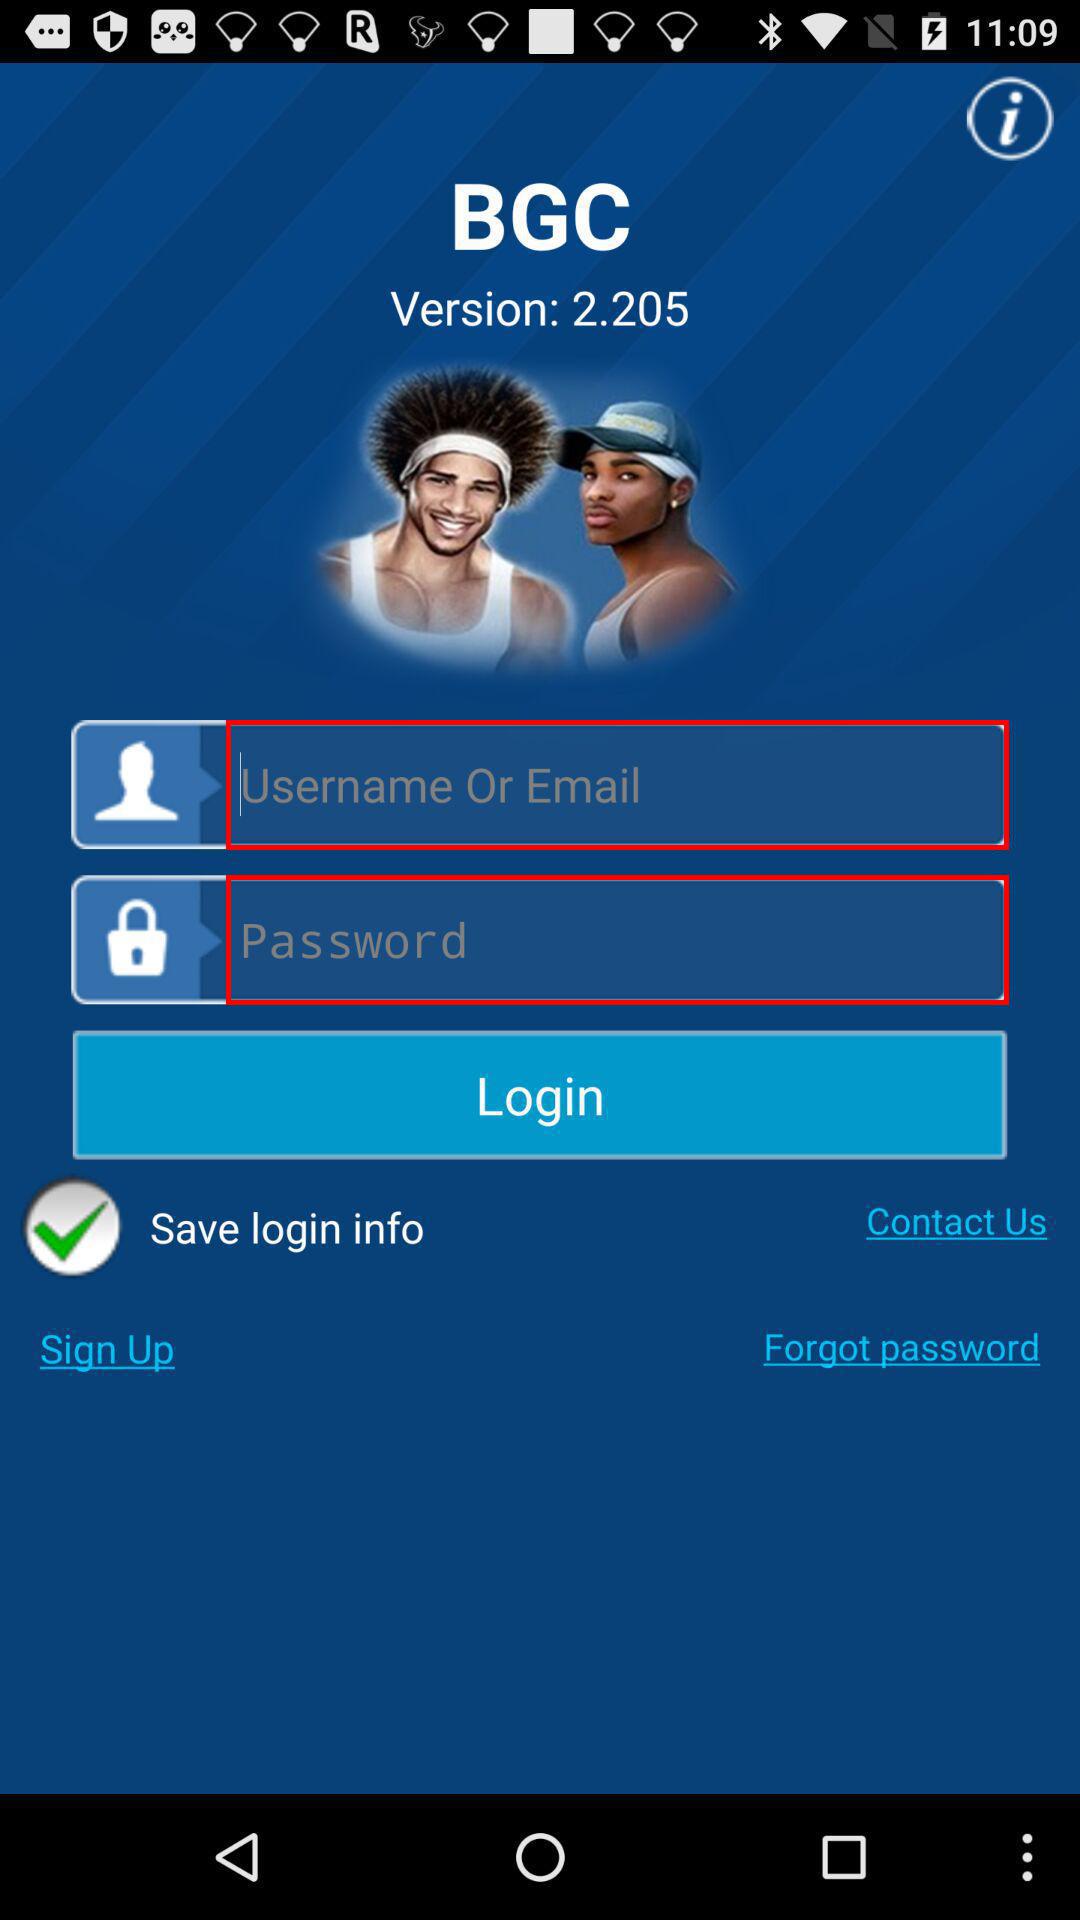 11:09
BGC
Version: 2.205
Username Or Email
Password
Login
Save login info
Contact Us
Sign Up
Forgot password